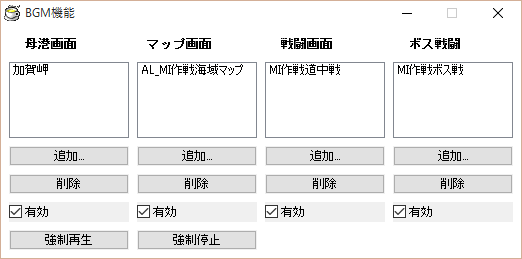 BGM機能
母港画面 マップ画面 戦闘画面 ボス戦闘
加賀岬 AL_MI作戦海域マップ MI作戦道中戦 MI作戦ボス戦
追加... 追加... 追加... 追加...
削除 削除 削除 削除
有効 有効 有効 有効
強制再生 強制停止